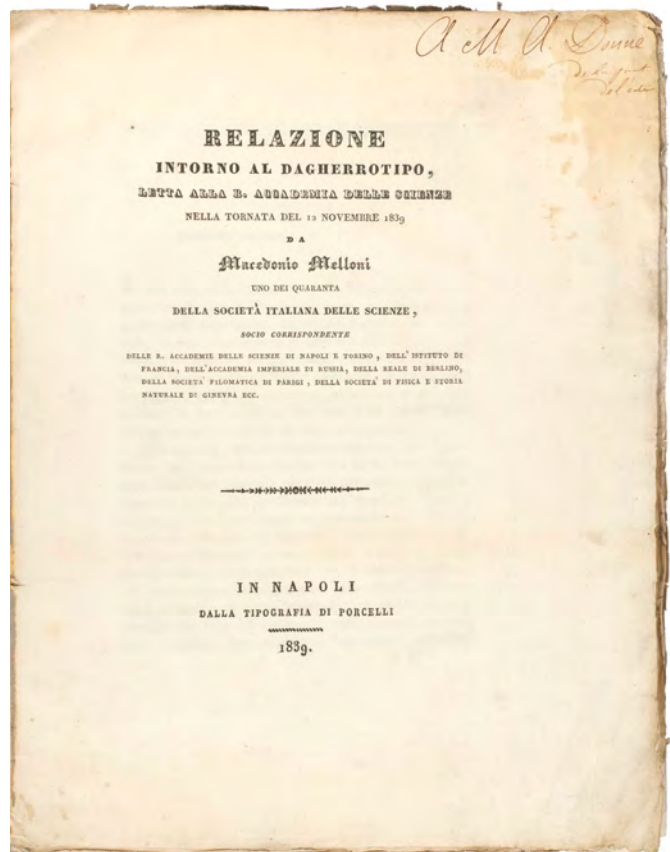 A M A. Donné
RELAZIONE
INTORNO AL DAGHERROTIPO,
LETTA ALLA R. ACCADEMIA DELLE SCIENZE
NELLA TORNATA DEL 12 NOVEMBRE 1839
DA
Macedonio Melloni
UNO DEI QUARANTA
DELLA SOCIETÀ ITALIANA DELLE SCIENZE,
SOCIO CORRISPONDENTE
DELLE R. ACCADEMIE DELLE SCIENZE DI NAPOLI E TORINO, DELL'ISTITUTO DI
FRANCIA, DELL'ACCADEMIA IMPERIALE DI RUSSIA, DELLA REALE DI BERLINO,
DELLA SOCIETA' FILOMATICA DI PARIGI, DELLA SOCIETA' DI FISICA E STORIA
NATURALE DI GINEVRA ECC.
IN NAPOLI
DALLA TIPOGRAFIA DI PORCELLI
1839.